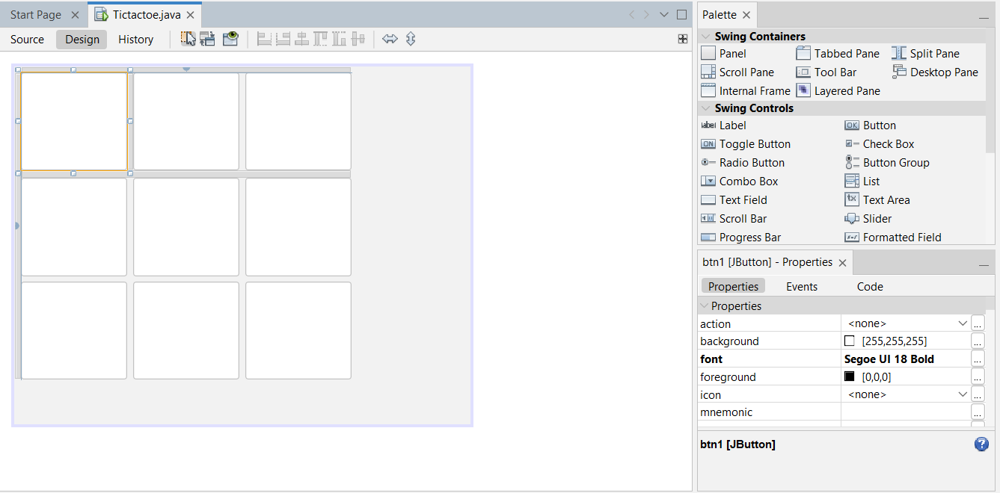 Start Page
Tictactoe.java
Source Design History
Palette
Swing Containers
Panel Tabbed Pane Split Pane
Scroll Pane Tool Bar Desktop Pane
Internal Frame Layered Pane
Swing Controls
label Label OK Button
ON Toggle Button Check Box
Radio Button Button Group
Combo Box List
Text Field Text Area
Scroll Bar Slider
Progress Bar Formatted Field
btn1 [JButton] - Properties
Properties Events Code
Properties
action <none> ...
background [255,255,255] ...
font Segoe UI 18 Bold ...
foreground [0,0,0] ...
icon <none> ...
mnemonic ...
btn1 [JButton] ?